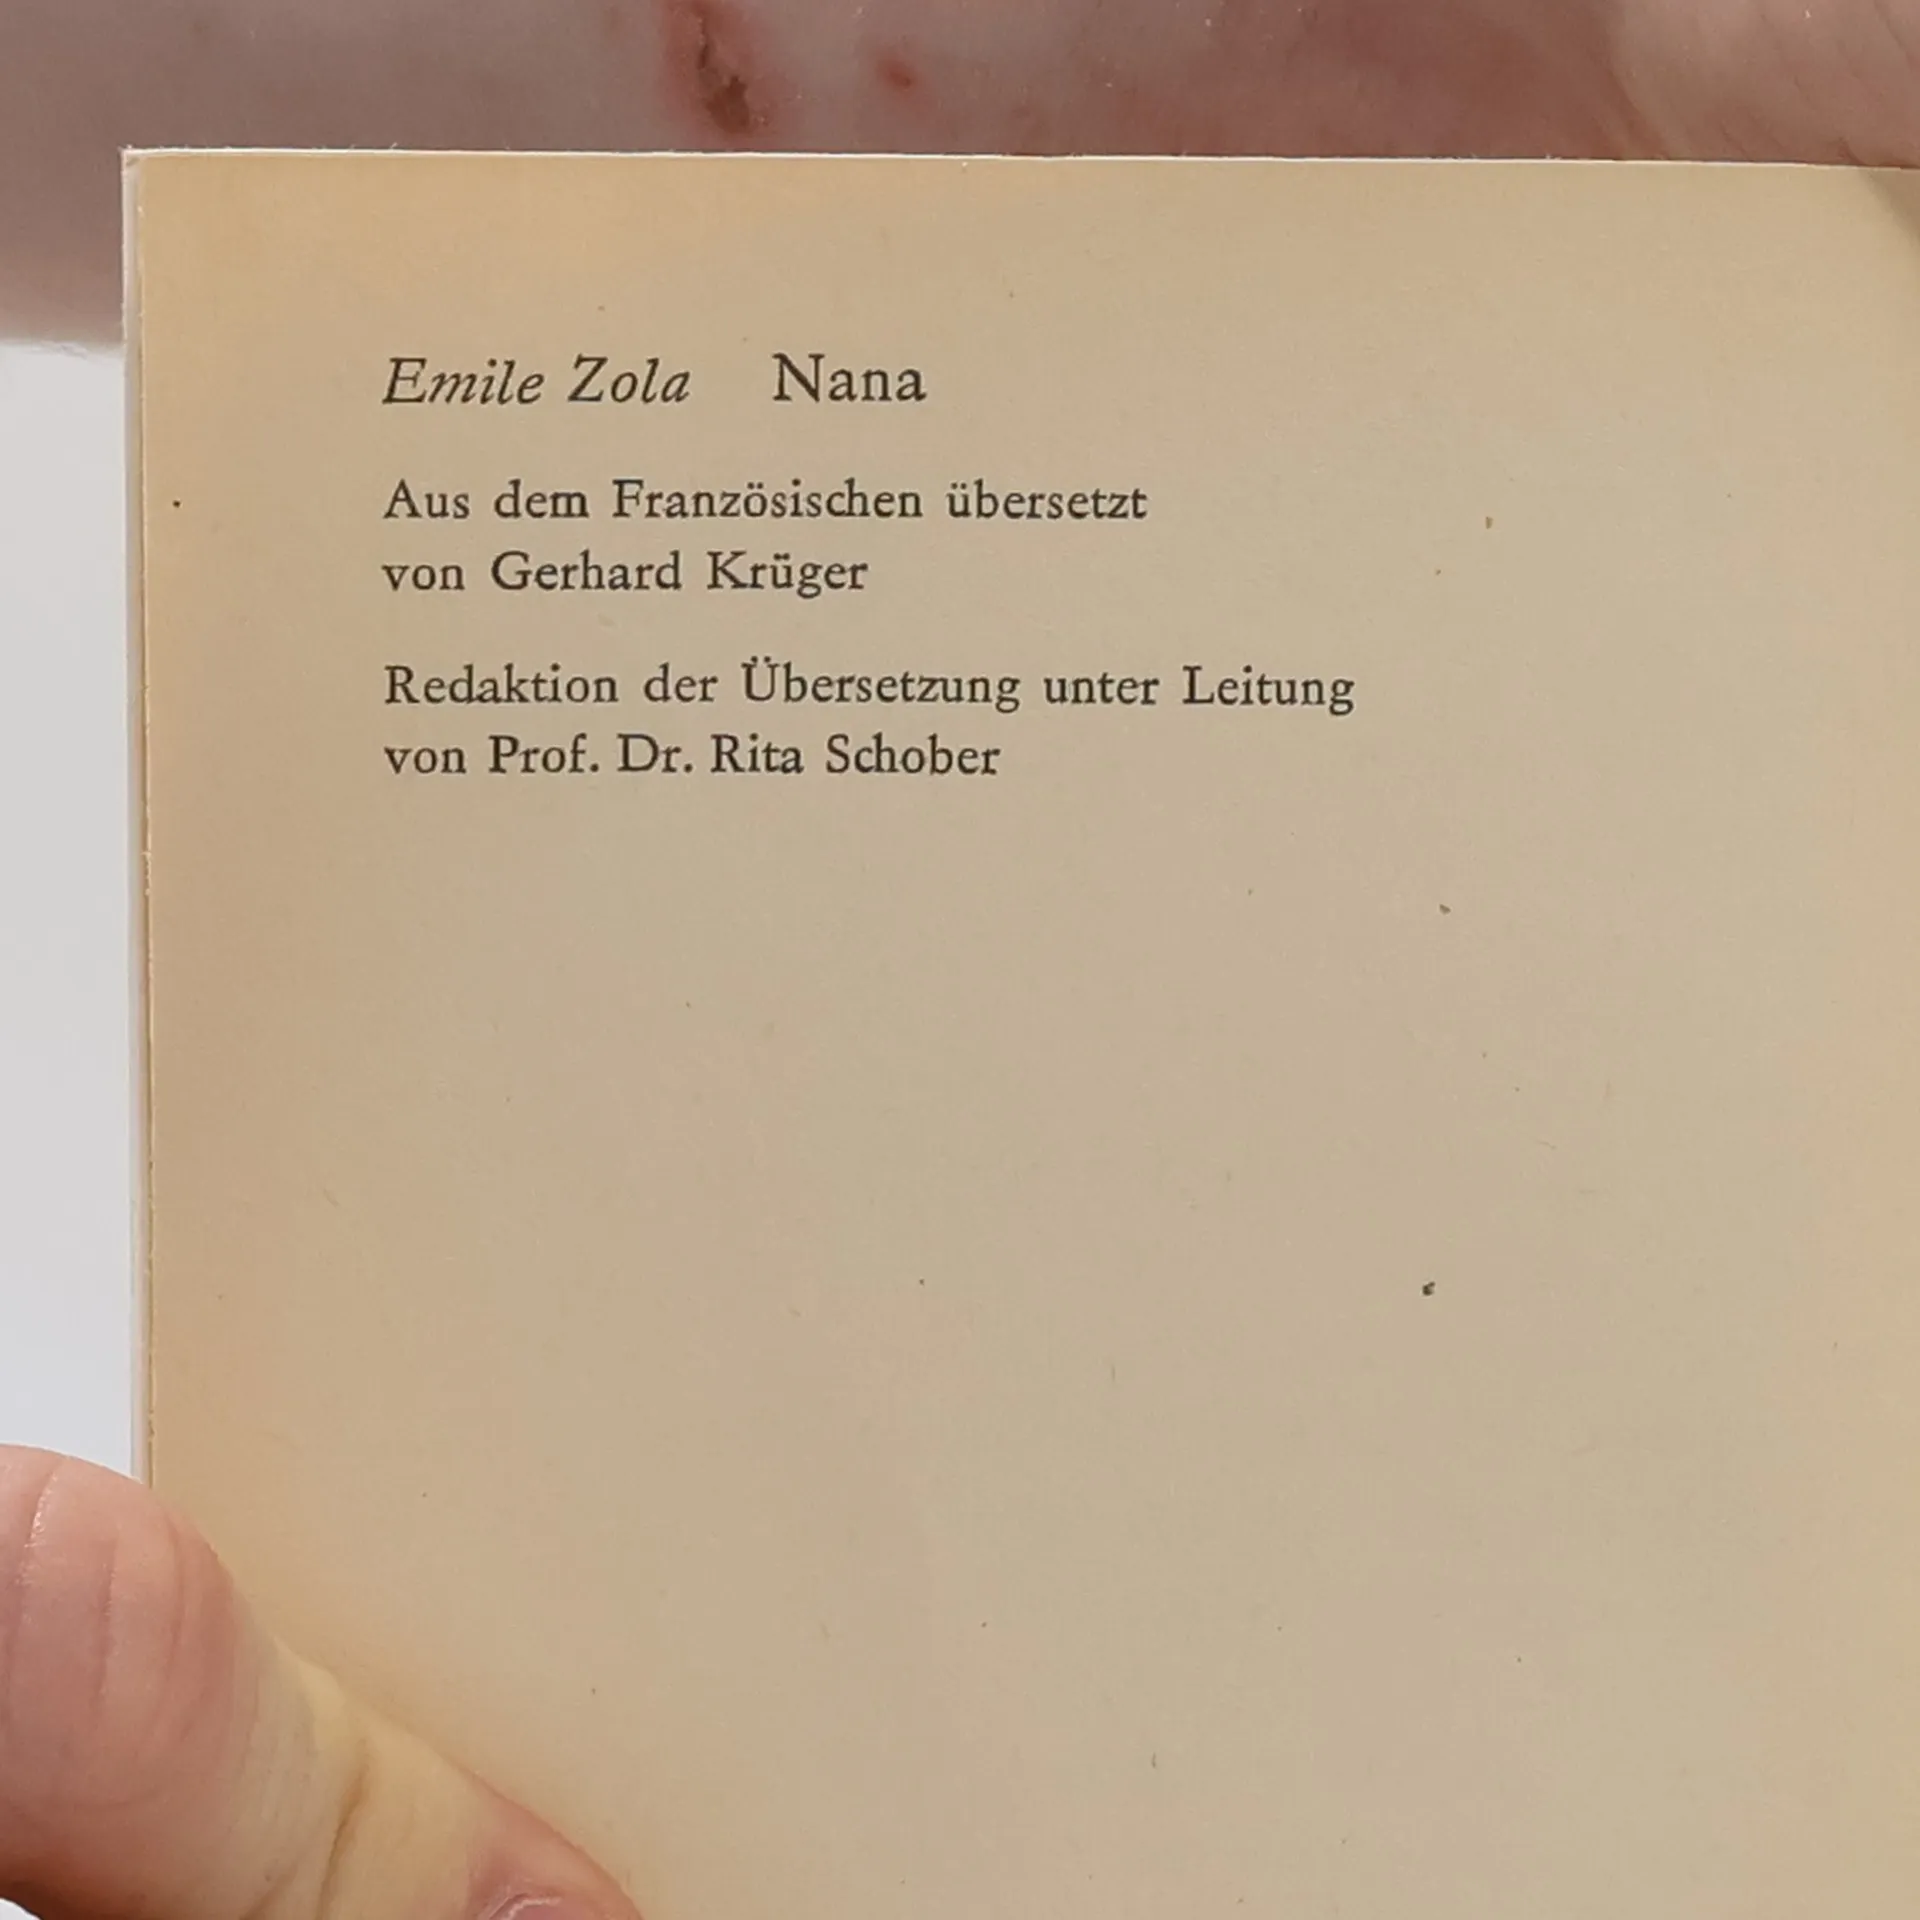 Emile Zola Nana
Aus dem Französischen übersetzt
von Gerhard Krüger
Redaktion der Übersetzung unter Leitung
von Prof. Dr. Rita Schober